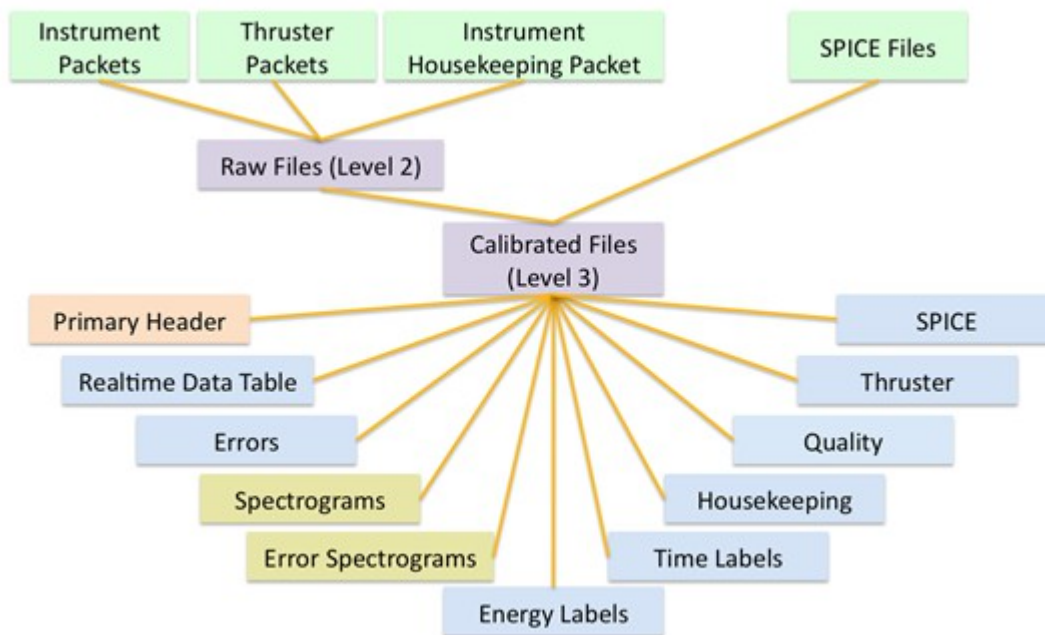 Instrument
Packets
Thruster
Packets
Instrument
Housekeeping Packet
SPICE Files
Raw Files (Level 2)
Calibrated Files
(Level 3)
Primary Header
SPICE
Realtime Data Table
Thruster
Errors
Quality
Spectrograms
Housekeeping
Error Spectrograms
Time Labels
Energy Labels